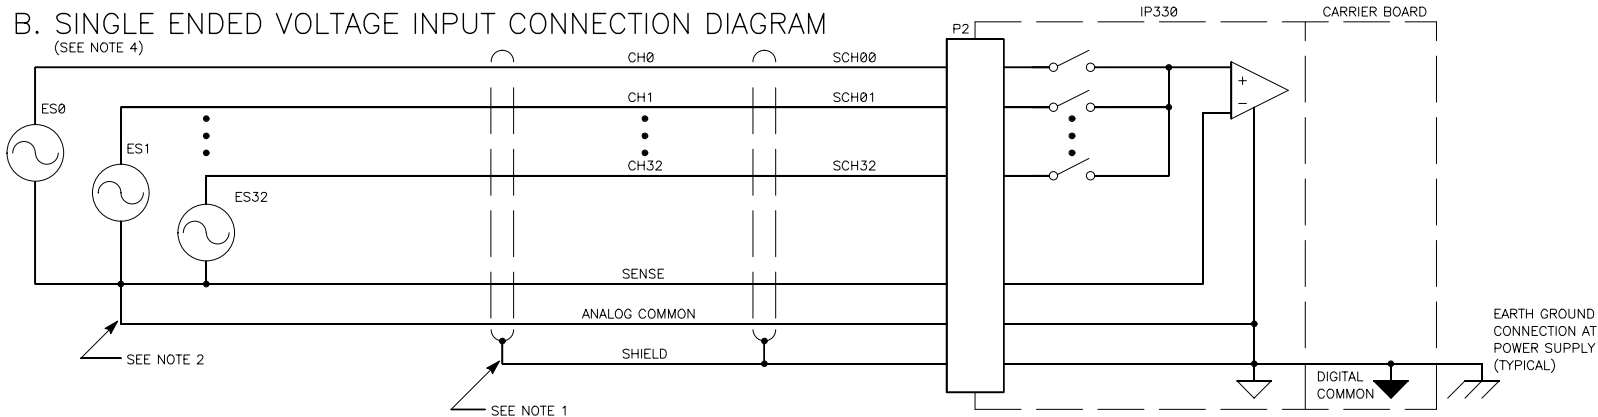 B. SINGLE ENDED VOLTAGE INPUT CONNECTION DIAGRAM
(SEE NOTE 4)
IP330
CARRIER BOARD
P2
CH0
SCH00
+
−
ES0
CH1
SCH01
ES1
CH32
SCH32
ES32
SENSE
ANALOG COMMON
SEE NOTE 2
SHIELD
SEE NOTE 1
DIGITAL
COMMON
EARTH GROUND
CONNECTION AT
POWER SUPPLY
(TYPICAL)